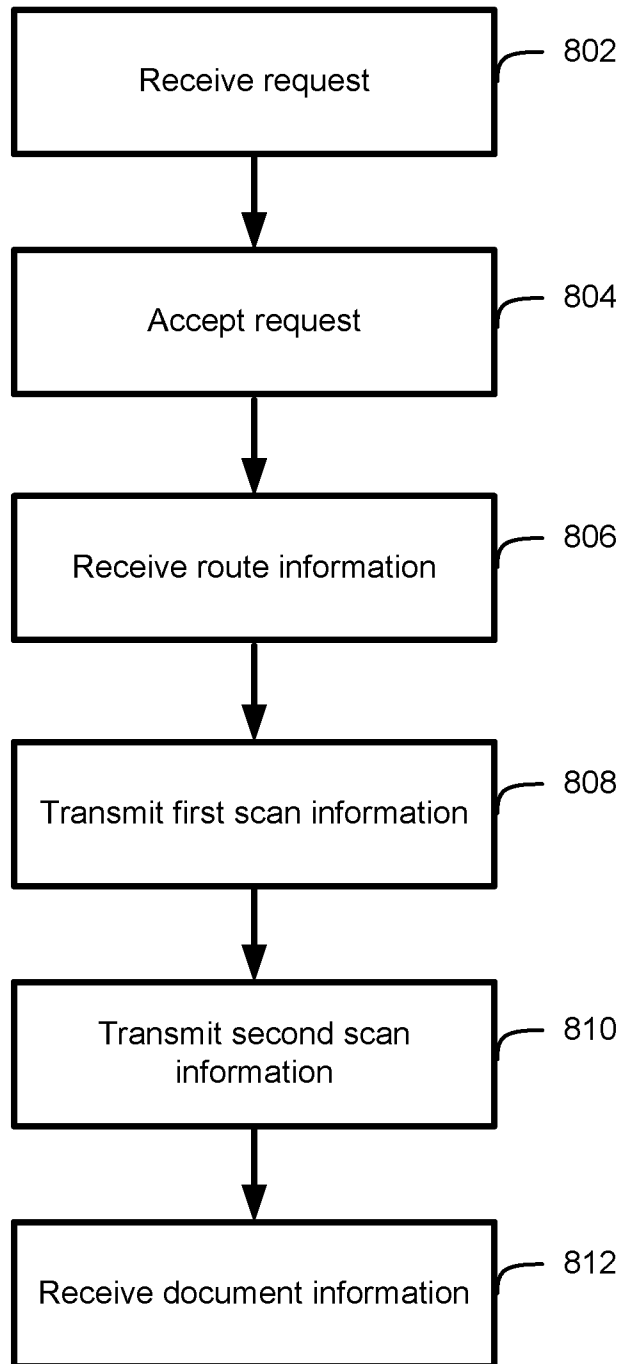 Receive request
802
Accept request
804
Receive route information
806
Transmit first scan information
808
Transmit second scan
information
810
Receive document information
812